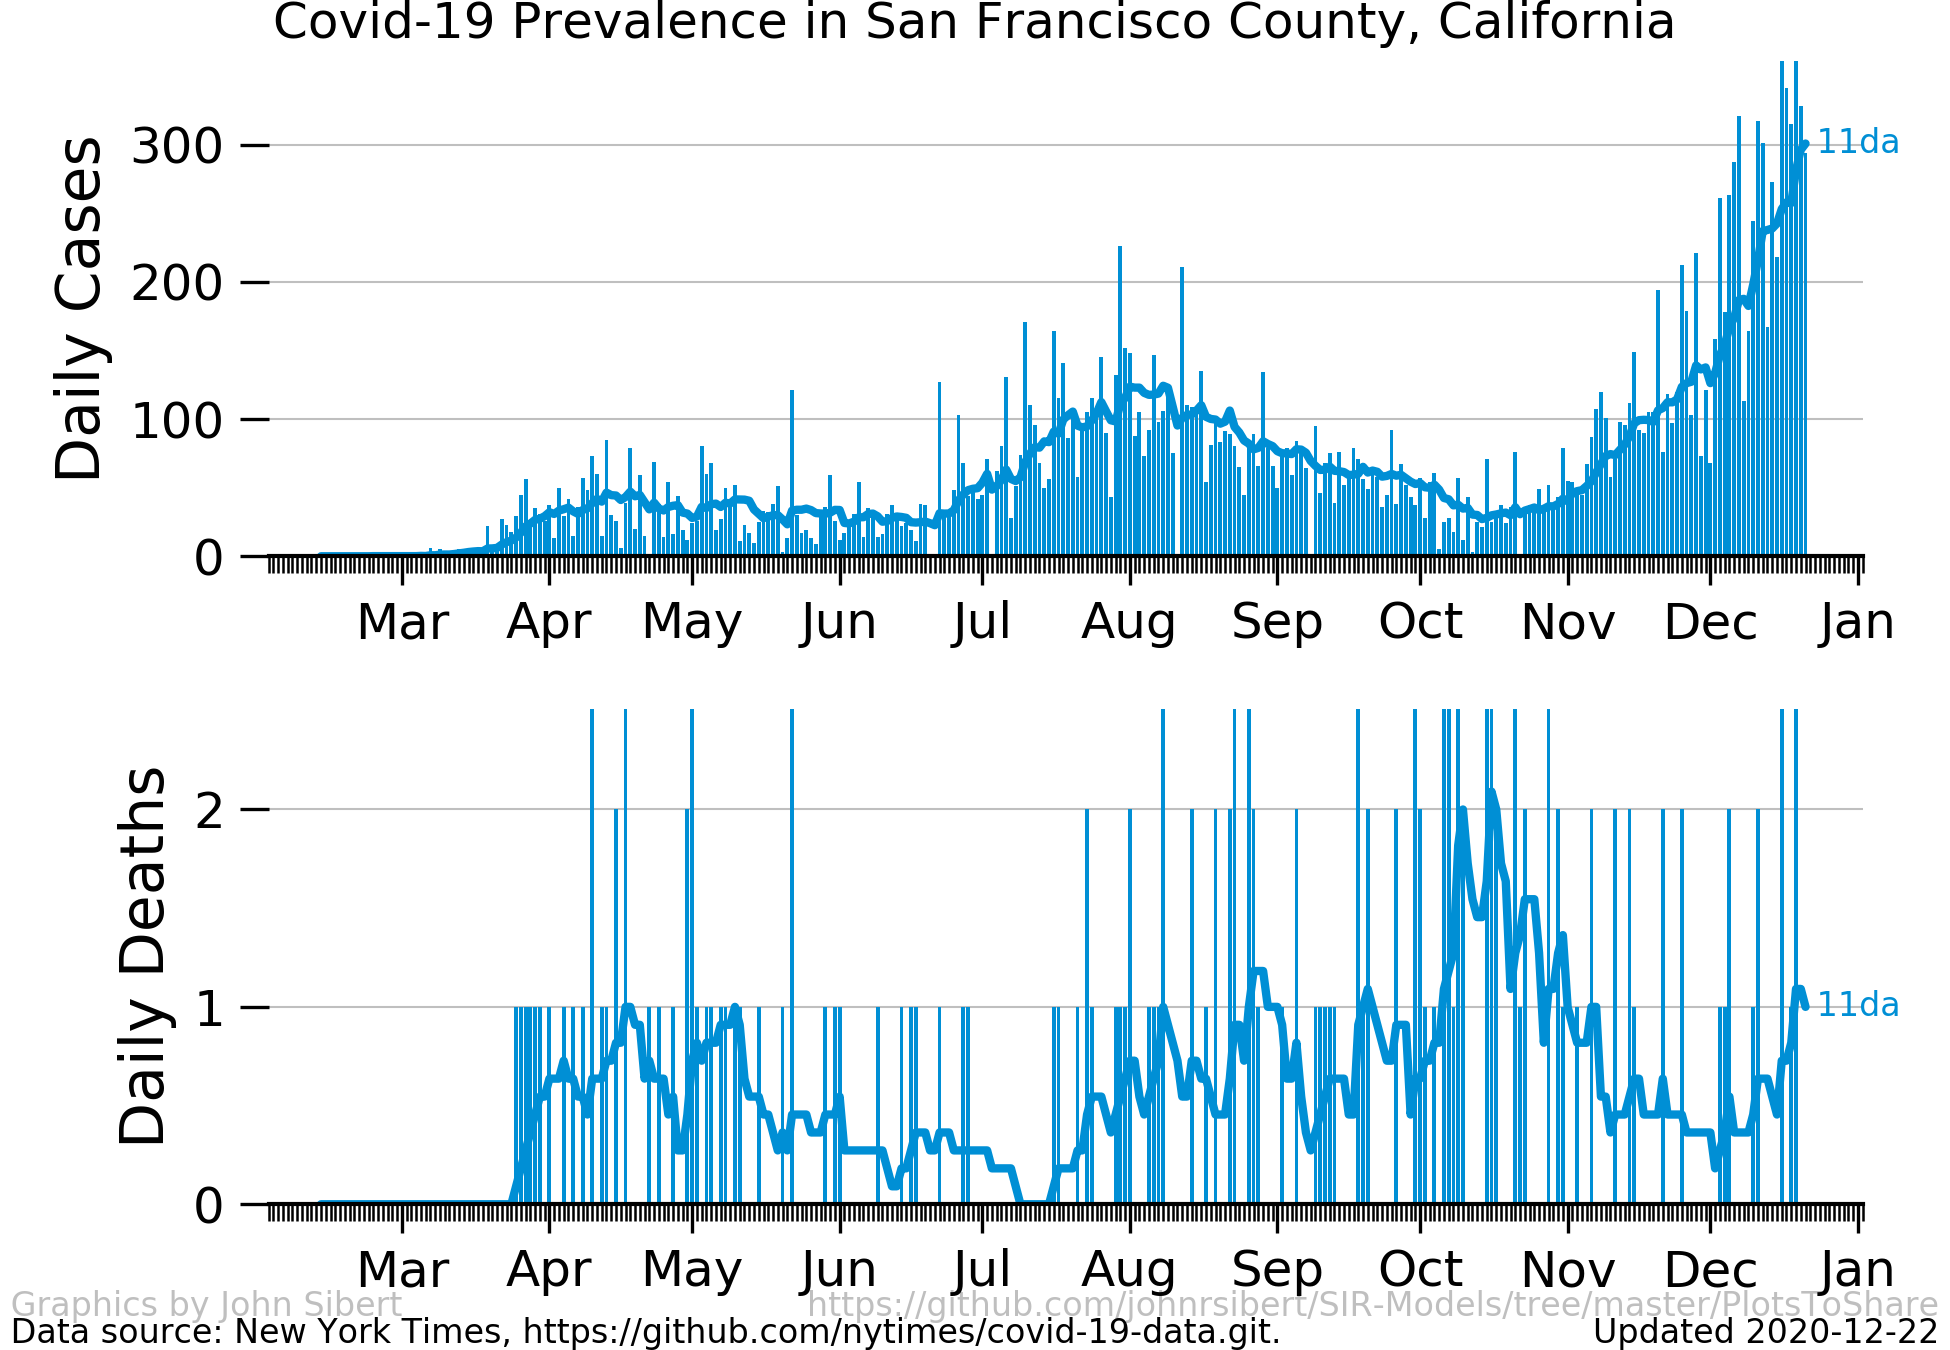 Covid-19 Prevalence in San Francisco County, California
Daily Cases
300
200
100
0
11da
Mar Apr May Jun Jul Aug Sep Oct Nov Dec Jan
Daily Deaths
2
1
0
11da
Mar Apr May Jun Jul Aug Sep Oct Nov Dec Jan
Graphics by John Sibert https://github.com/johnrsibert/SIR-Models/tree/master/PlotsToShare
Data source: New York Times, https://github.com/nytimes/covid-19-data.git. Updated 2020-12-22